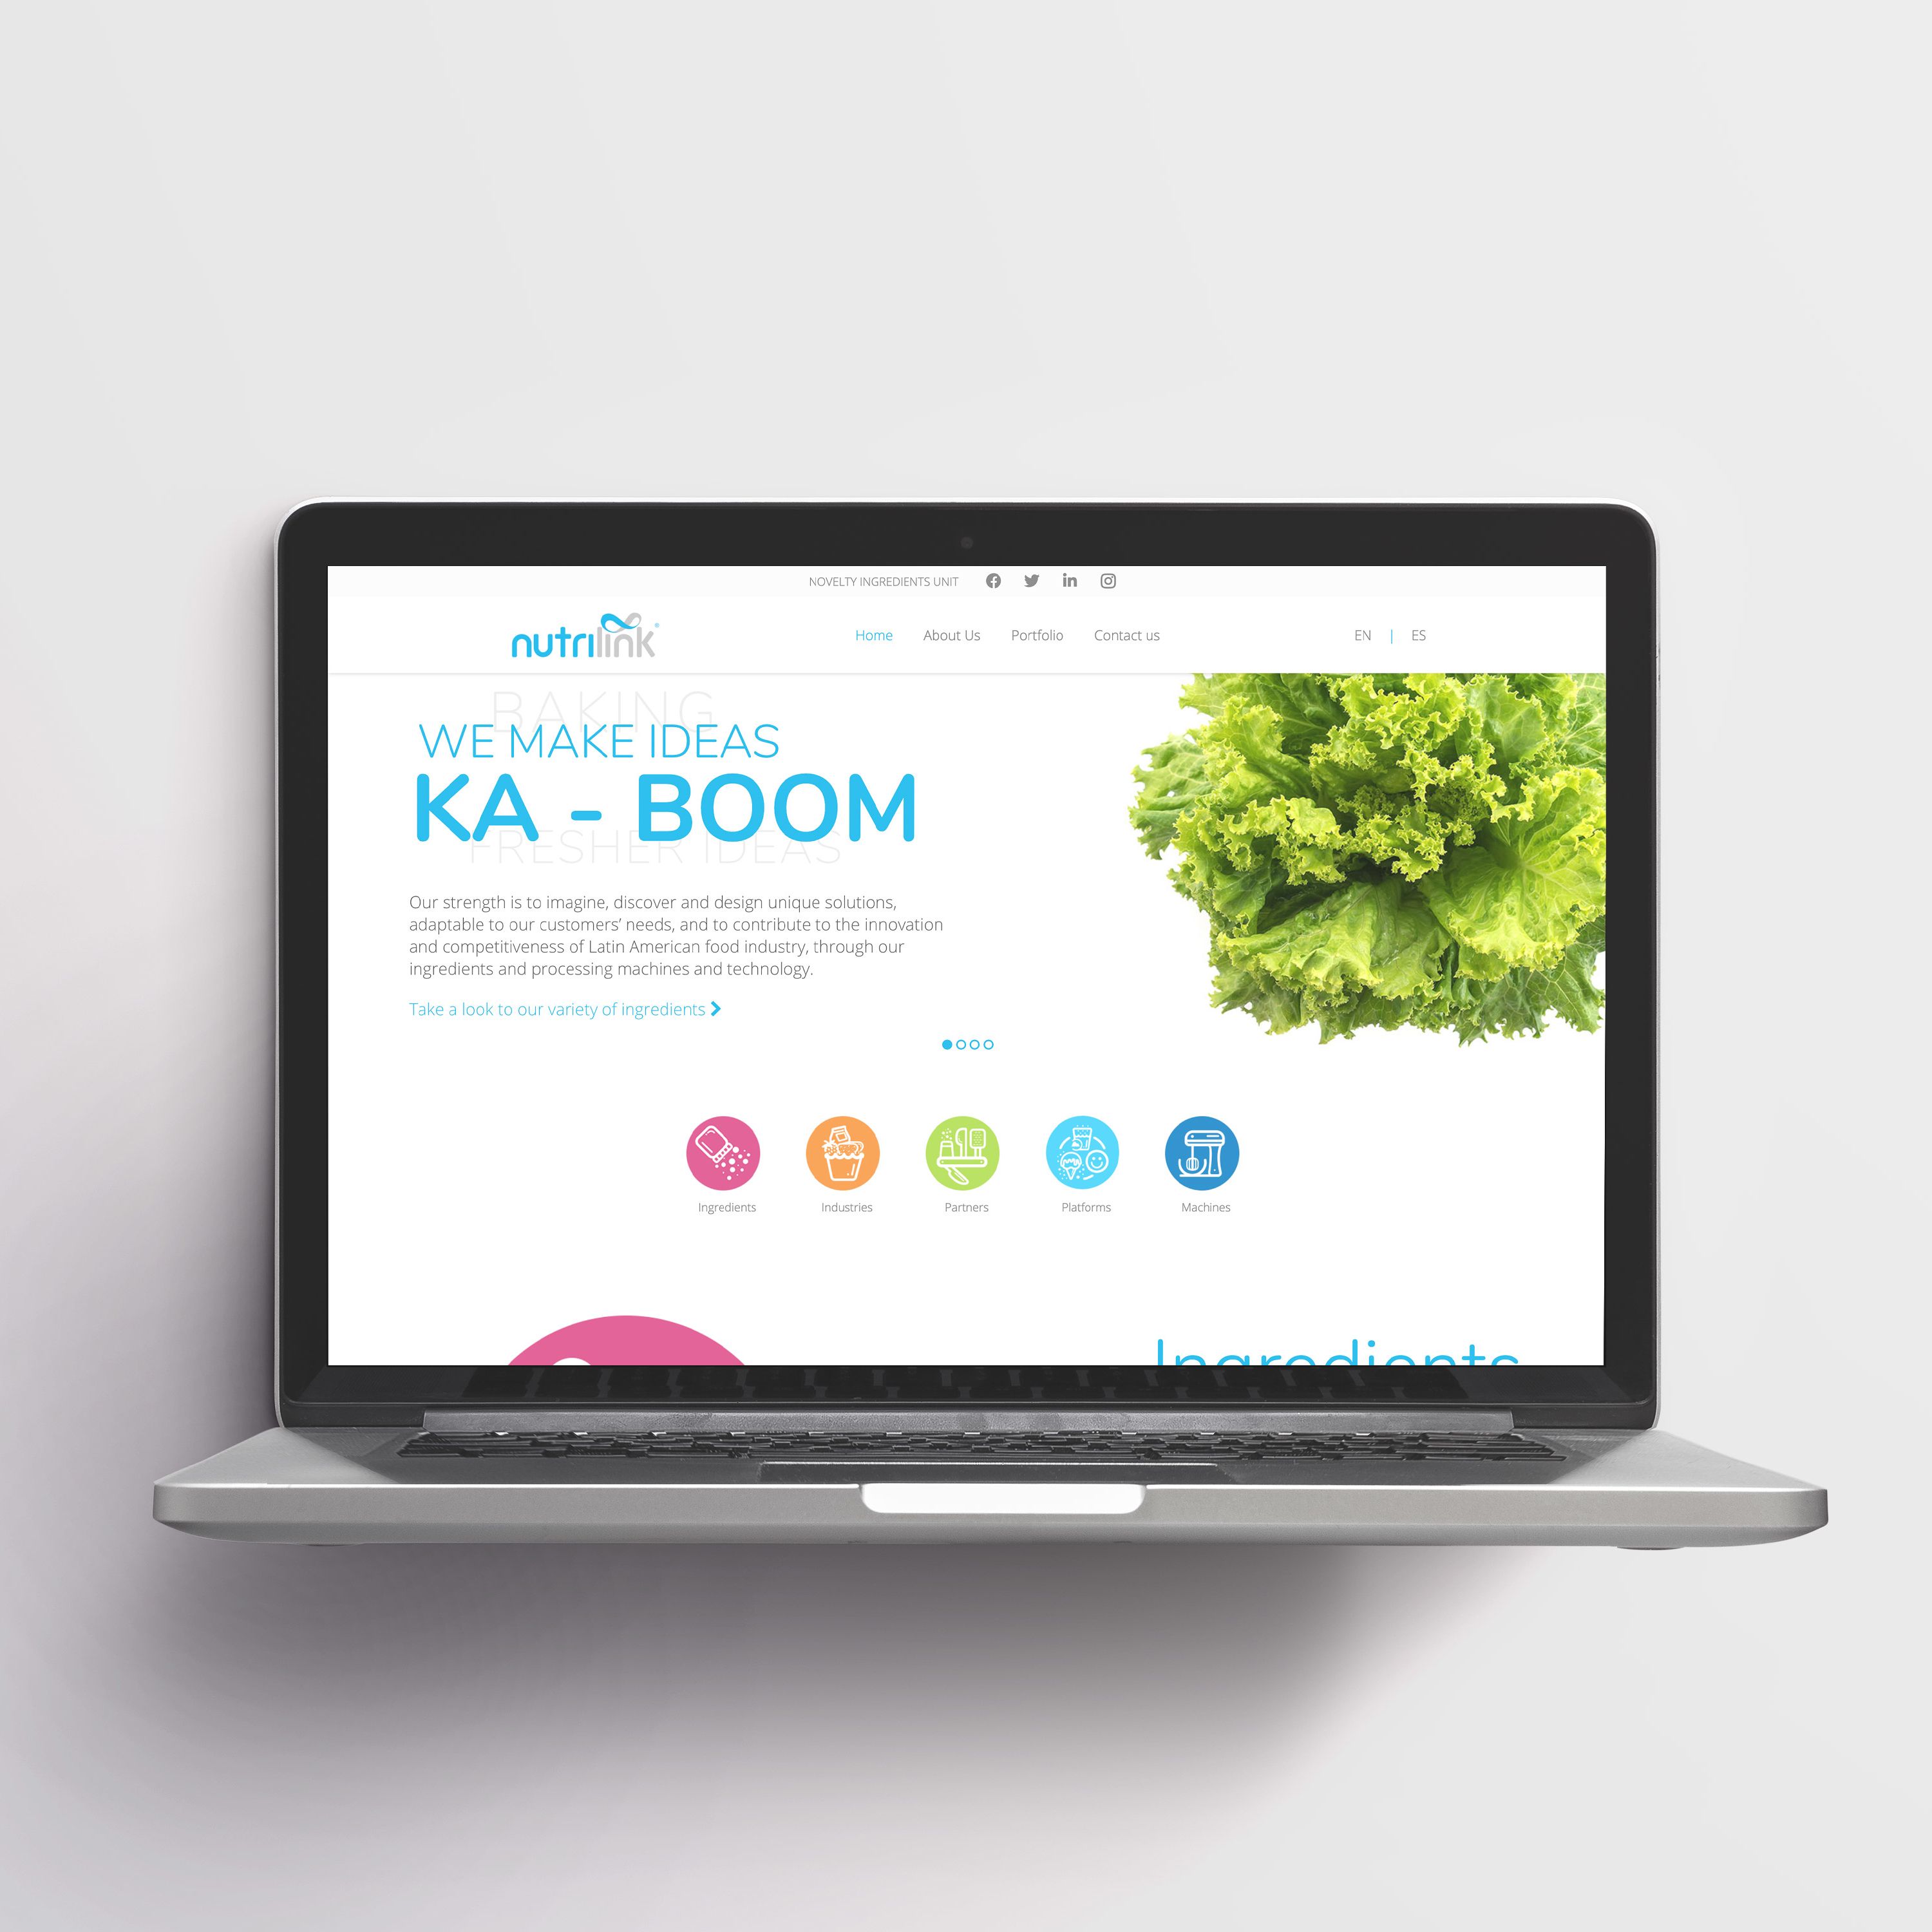 NOVELTY INGREDIENTS UNIT
nutrilink
Home About Us Portfolio Contact us
EN | ES
BAKING
WE MAKE IDEAS
KA - BOOM
FRESHER IDEAS
Our strength is to imagine, discover and design unique solutions,
adaptable to our customers’ needs, and to contribute to the innovation
and competitiveness of Latin American food industry, through our
ingredients and processing machines and technology.
Take a look to our variety of ingredients
Ingredients Industries Partners Platforms Machines
Ingredients